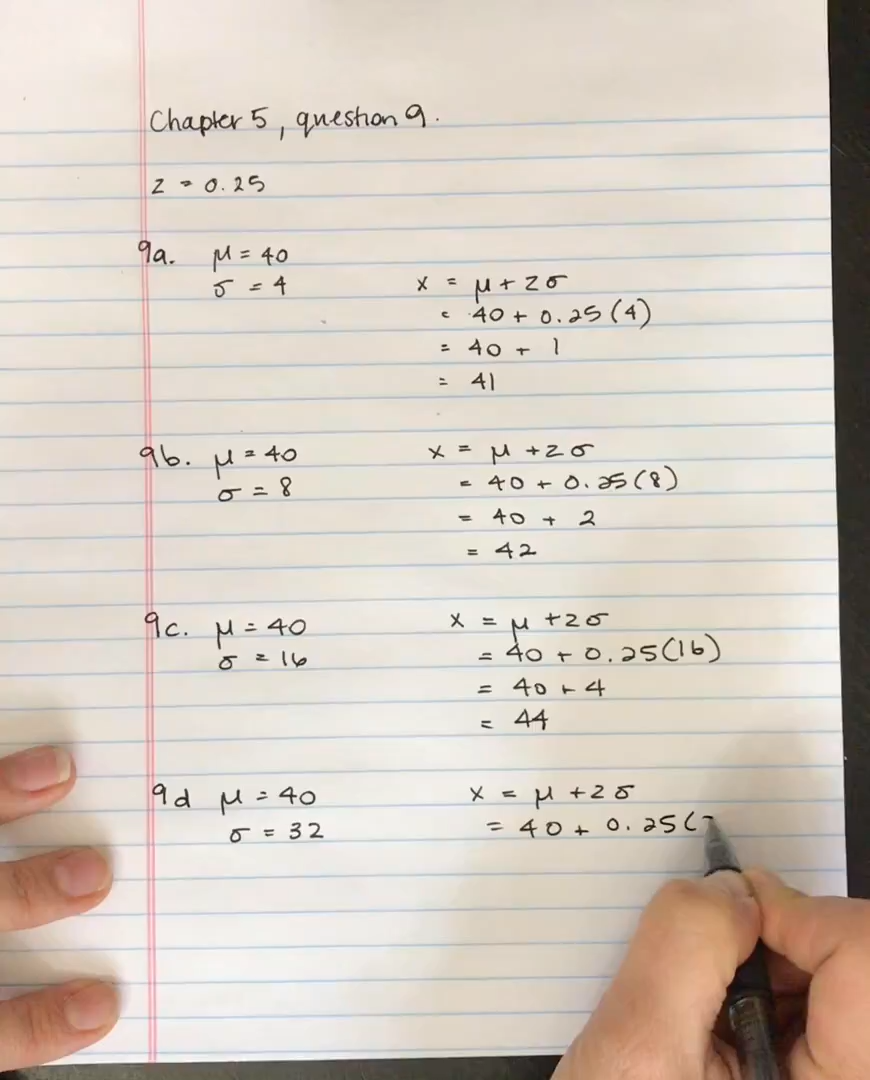 Chapter 5, question 9.
z = 0.25
9a. μ = 40
σ = 4
x = μ + zσ
= 40 + 0.25(4)
= 40 + 1
= 41
9b. μ = 40
σ = 8
x = μ + zσ
= 40 + 0.25(8)
= 40 + 2
= 42
9c. μ = 40
σ = 16
x = μ + zσ
= 40 + 0.25(16)
= 40 + 4
= 44
9d μ = 40
σ = 32
x = μ + zσ
= 40 + 0.25(